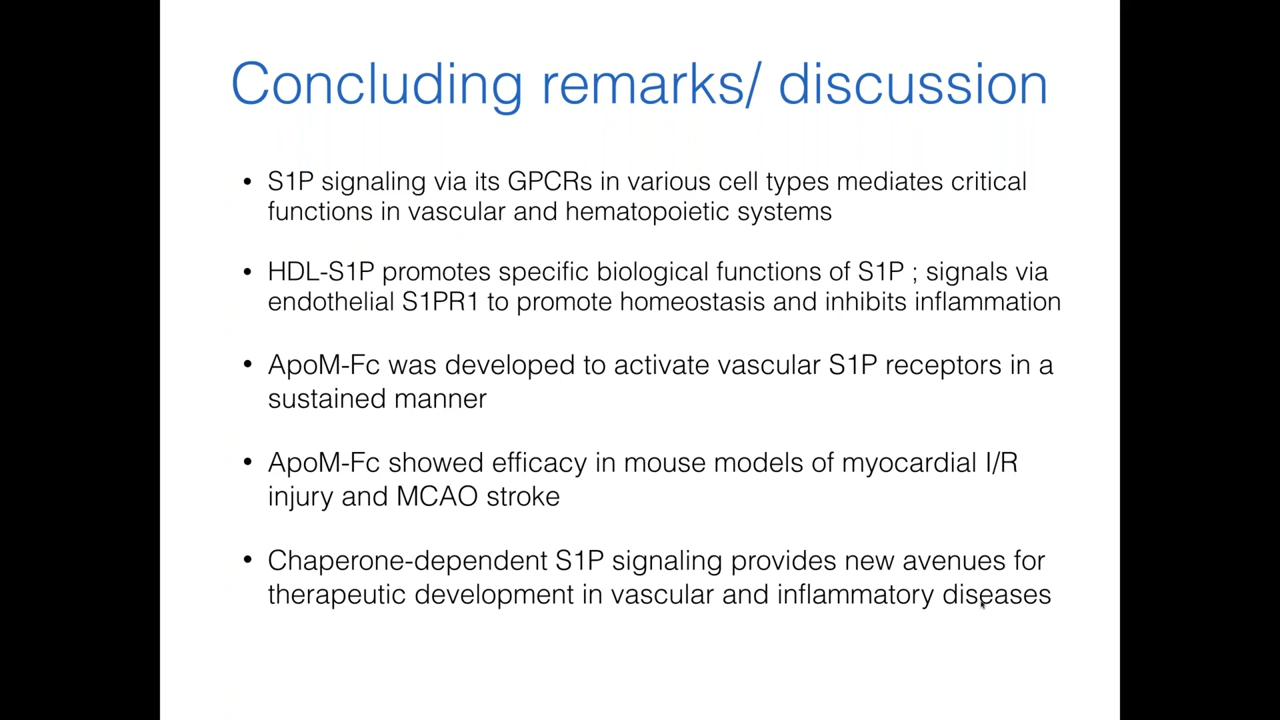 Concluding remarks/ discussion
• S1P signaling via its GPCRs in various cell types mediates critical
functions in vascular and hematopoietic systems
• HDL-S1P promotes specific biological functions of S1P ; signals via
endothelial S1PR1 to promote homeostasis and inhibits inflammation
• ApoM-Fc was developed to activate vascular S1P receptors in a
sustained manner
• ApoM-Fc showed efficacy in mouse models of myocardial I/R
injury and MCAO stroke
• Chaperone-dependent S1P signaling provides new avenues for
therapeutic development in vascular and inflammatory diseases